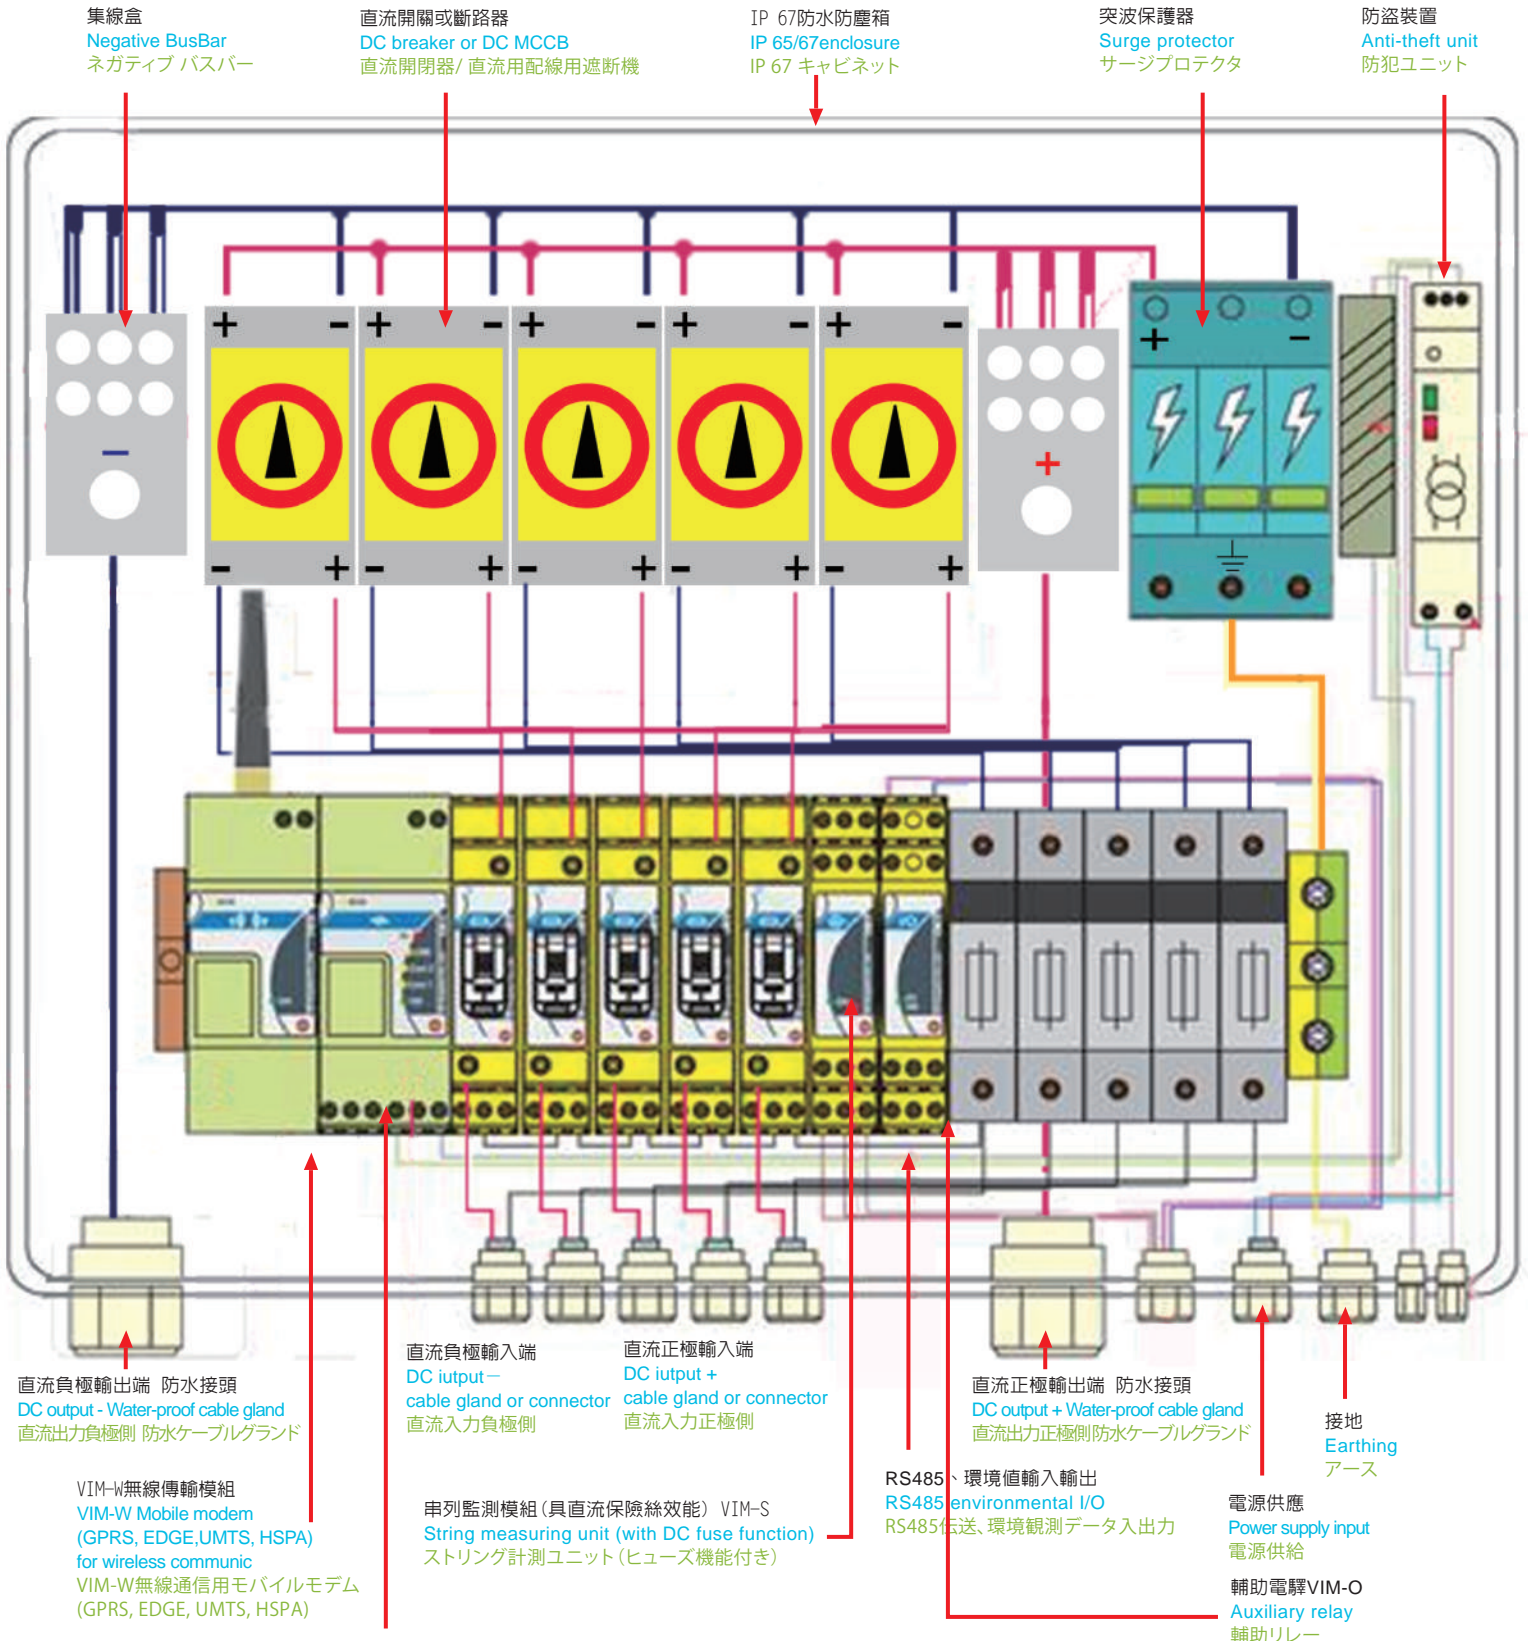 集線盒
Negative BusBar
ネガティブ バスバー
直流開關或斷路器
DC breaker or DC MCCB
直流開閉器/ 直流用配線用遮断機
IP 67防水防塵箱
IP 65/67enclosure
IP 67 キャビネット
突波保護器
Surge protector
サージプロテクタ
防盜裝置
Anti-theft unit
防犯ユニット
+ − + − + − + − + −
+ −
−
+
− + − + − + − + − +
直流負極輸出端 防水接頭
DC output - Water-proof cable gland
直流出力負極側 防水ケーブルグランド
直流負極輸入端
DC iutput－
cable gland or connector
直流入力負極側
直流正極輸入端
DC iutput +
cable gland or connector
直流入力正極側
直流正極輸出端 防水接頭
DC output + Water-proof cable gland
直流出力正極側防水ケーブルグランド
接地
Earthing
アース
VIM-W無線傳輸模組
VIM-W Mobile modem
(GPRS, EDGE,UMTS, HSPA)
for wireless communic
VIM-W無線通信用モバイルモデム
(GPRS, EDGE, UMTS, HSPA)
串列監測模組（具直流保險絲效能）VIM-S
String measuring unit (with DC fuse function)
ストリング計測ユニット（ヒューズ機能付き）
RS485、環境値輸入輸出
RS485 environmental I/O
RS485伝送、環境観測データ入出力
電源供應
Power supply input
電源供給
輔助電驛VIM-O
Auxiliary relay
輔助リレー